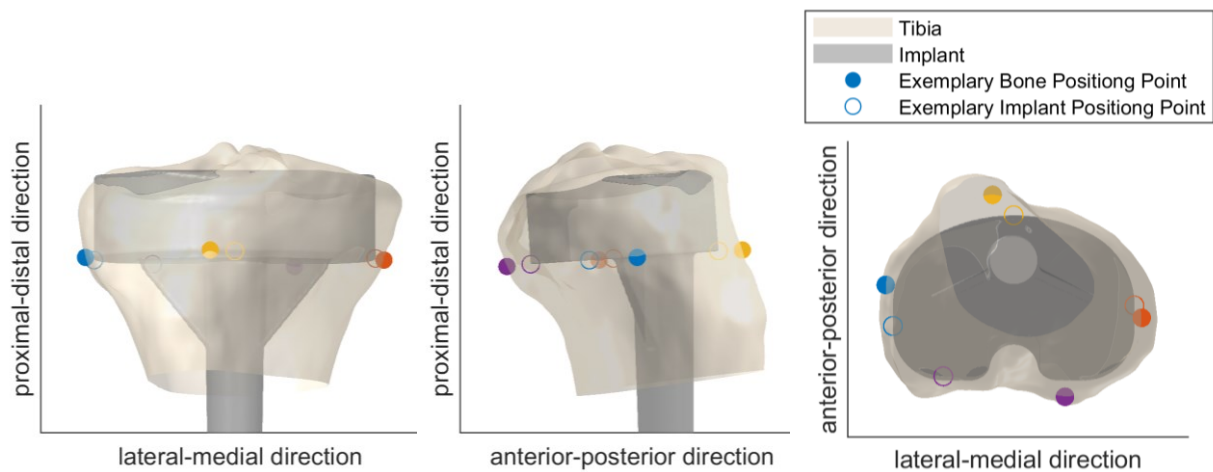 Tibia
Implant
Exemplary Bone Positiong Point
Exemplary Implant Positiong Point
proximal-distal direction
lateral-medial direction
proximal-distal direction
anterior-posterior direction
anterior-posterior direction
lateral-medial direction